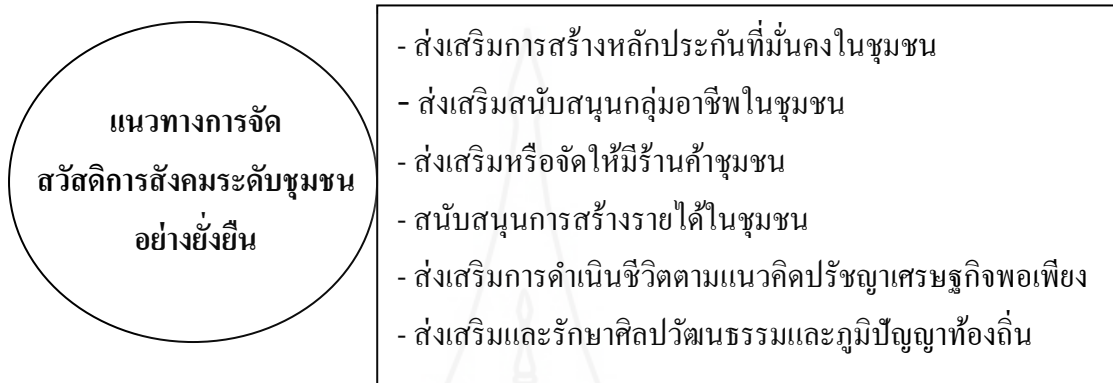 แนวทางการจัด
สวัสดิการสังคมระดับชุมชน
อย่างยั่งยืน
- ส่งเสริมการสร้างหลักประกันที่มั่นคงในชุมชน
- ส่งเสริมสนับสนุนกลุ่มอาชีพในชุมชน
- ส่งเสริมหรือจัดให้มีร้านค้าชุมชน
- สนับสนุนการสร้างรายได้ในชุมชน
- ส่งเสริมการดำเนินชีวิตตามแนวคิดปรัชญาเศรษฐกิจพอเพียง
- ส่งเสริมและรักษาศิลปวัฒนธรรมและภูมิปัญญาท้องถิ่น